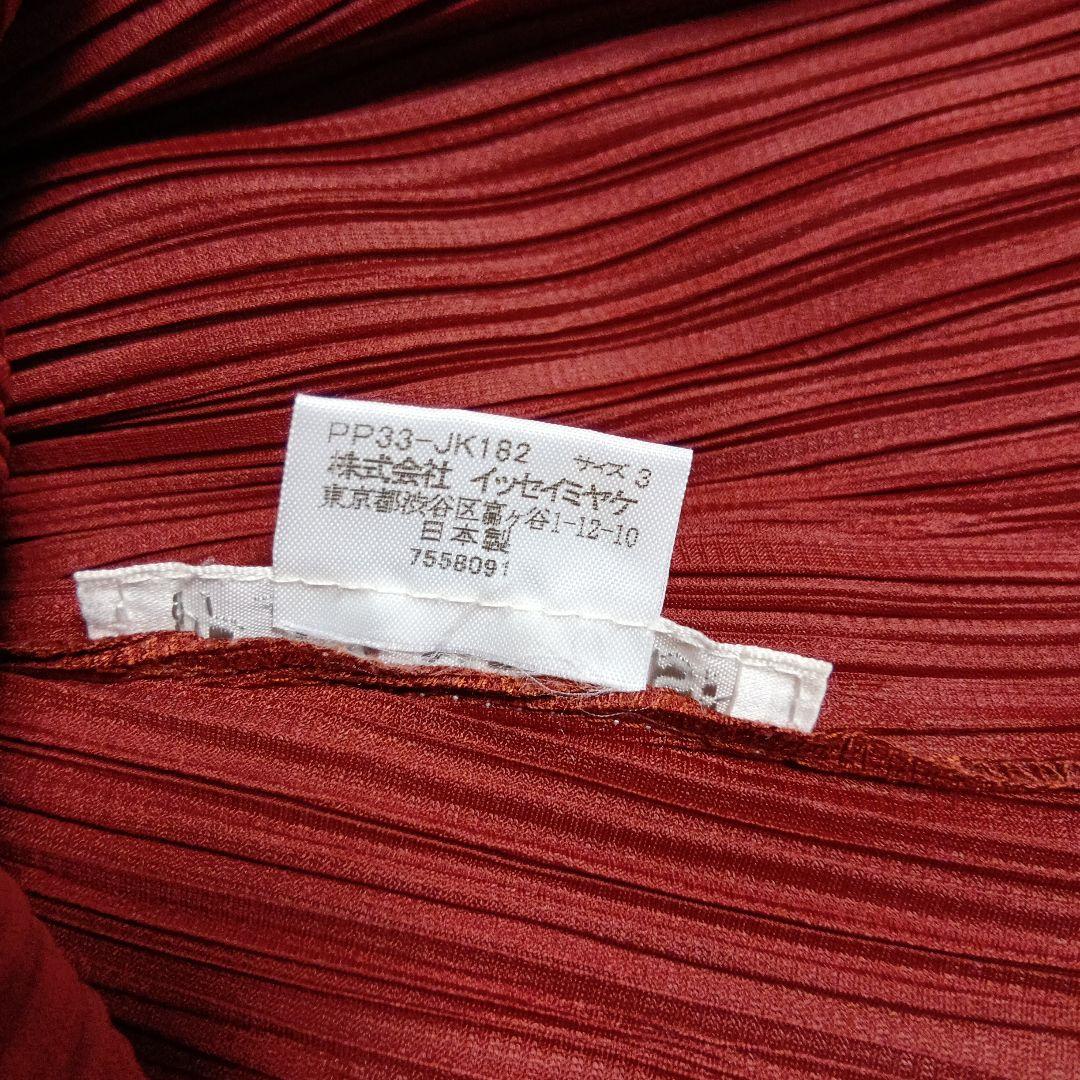 PP33-JK182 サイズ 3
株式会社 イッセイミヤケ
東京都渋谷区富ヶ谷1-12-10
日本製
7558091